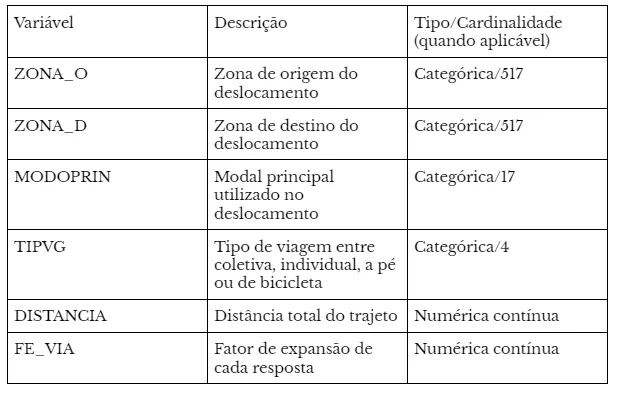 Variável
Descrição
Tipo/Cardinalidade
(quando aplicável)
ZONA_O
Zona de origem do
deslocamento
Categórica/517
ZONA_D
Zona de destino do
deslocamento
Categórica/517
MODOPRIN
Modal principal
utilizado no
deslocamento
Categórica/17
TIPVG
Tipo de viagem entre
coletiva, individual, a pé
ou de bicicleta
Categórica/4
DISTANCIA
Distância total do trajeto
Numérica contínua
FE_VIA
Fator de expansão de
cada resposta
Numérica contínua